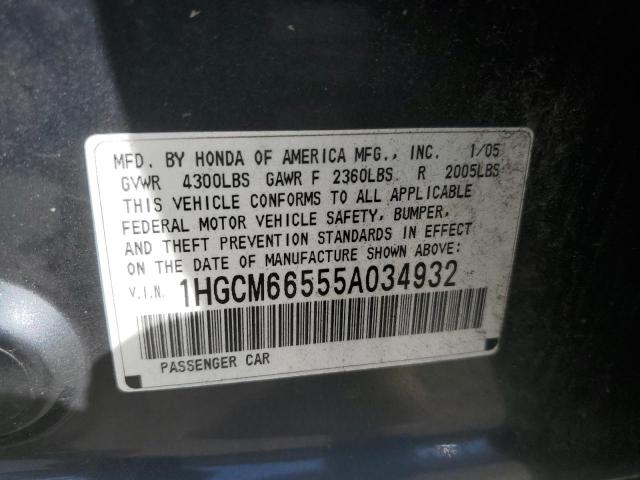 MFD. BY HONDA OF AMERICA MFG., INC. 1/05
GVWR 4300LBS GAWR F 2360LBS R 2005LBS
THIS VEHICLE CONFORMS TO ALL APPLICABLE
FEDERAL MOTOR VEHICLE SAFETY, BUMPER,
AND THEFT PREVENTION STANDARDS IN EFFECT
ON THE DATE OF MANUFACTURE SHOWN ABOVE:
V.I.N. 1HGCM66555A034932
PASSENGER CAR